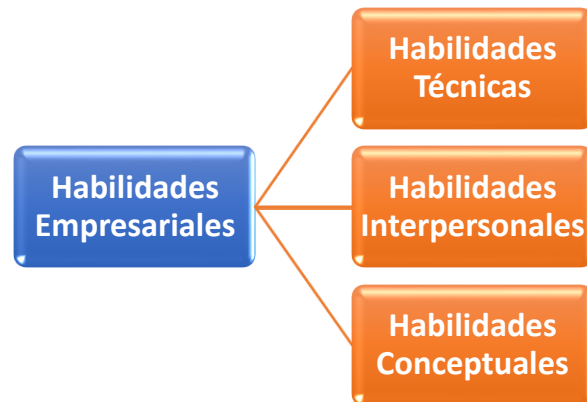 Habilidades
Empresariales
Habilidades
Técnicas
Habilidades
Interpersonales
Habilidades
Conceptuales